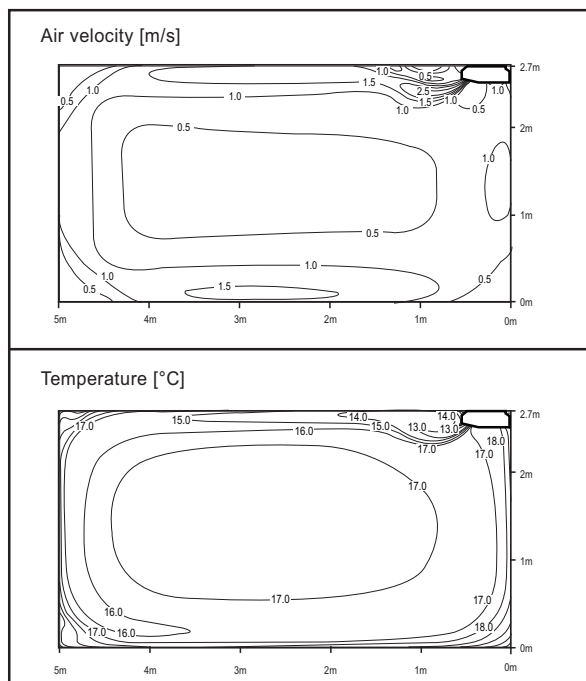 Air velocity [m/s]
1.0 0.5 2.7m
0.5 1.0 1.5 2.5
1.0 1.5 1.0 1.0
1.0 0.5
0.5 2m
1.0
1m
0.5
1.0
1.0 1.5 0.5
0.5 0m
5m 4m 3m 2m 1m 0m
Temperature [°C]
14.0 14.0 2.7m
17.0 15.0 15.0 13.0 13.0
16.0 17.0 18.0
17.0
17.0 2m
1m
17.0 17.0
16.0
17.0 16.0 18.0
0m
5m 4m 3m 2m 1m 0m